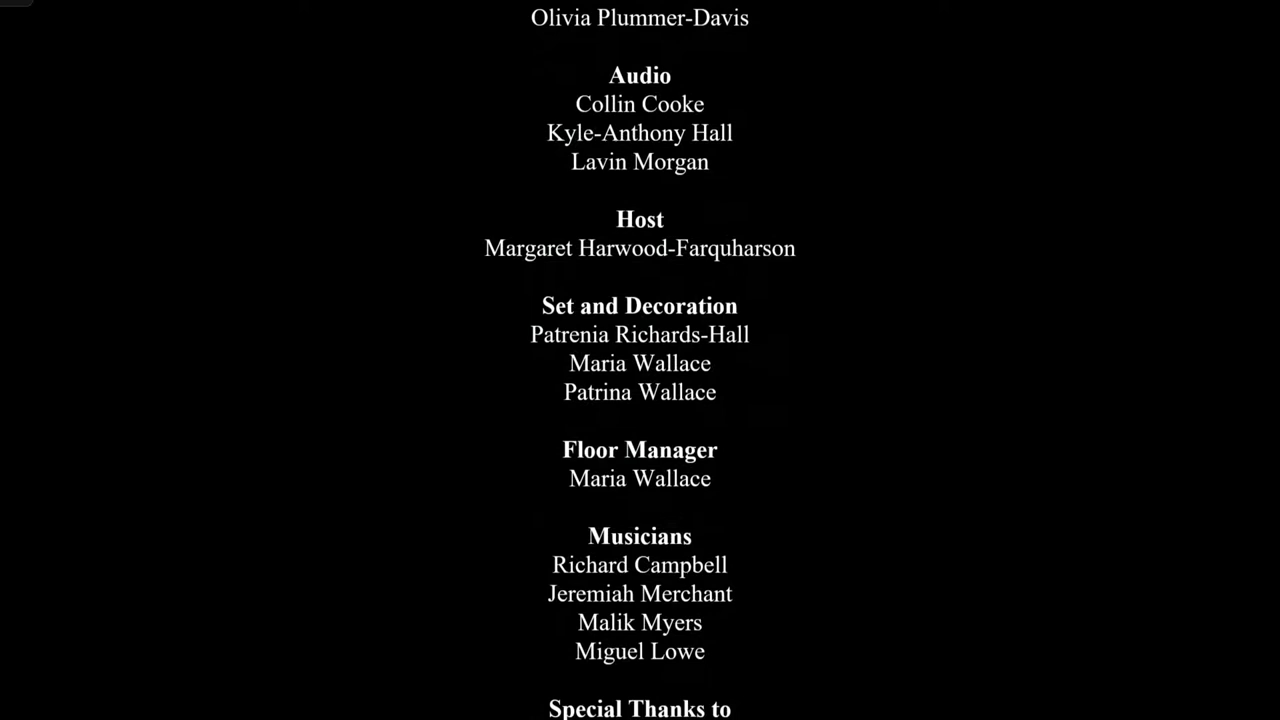 Olivia Plummer-Davis
Audio
Collin Cooke
Kyle-Anthony Hall
Lavin Morgan
Host
Margaret Harwood-Farquharson
Set and Decoration
Patrenia Richards-Hall
Maria Wallace
Patrina Wallace
Floor Manager
Maria Wallace
Musicians
Richard Campbell
Jeremiah Merchant
Malik Myers
Miguel Lowe
Special Thanks to